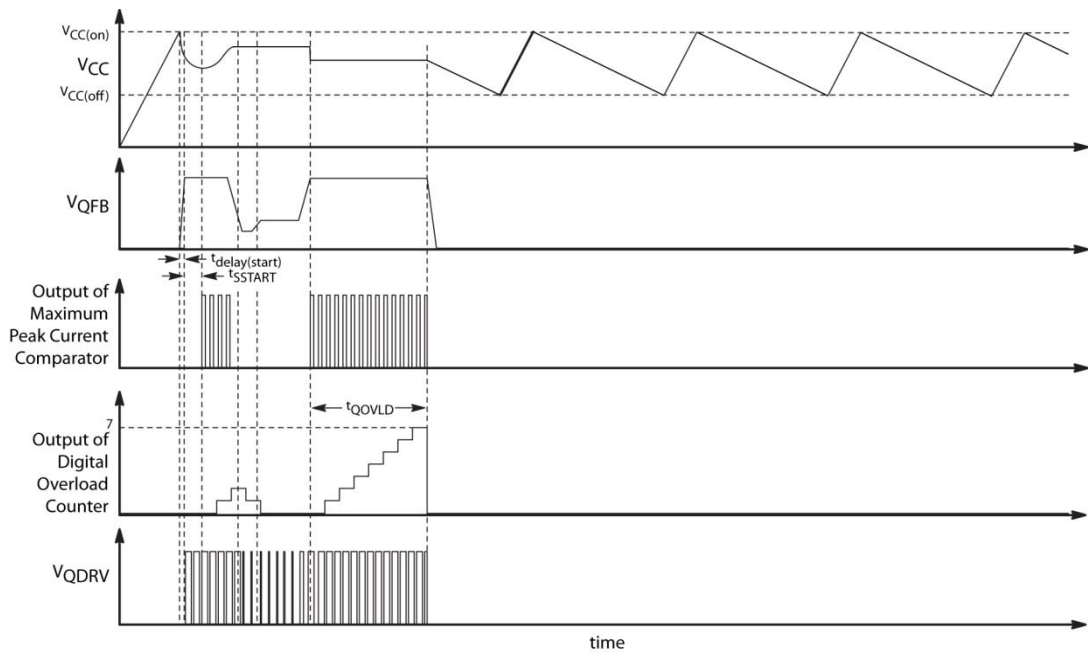 VCC(on)
VCC
VCC(off)
VQFB
tdelay(start)
tSSTART
Output of
Maximum
Peak Current
Comparator
tQOVLD
7
Output of
Digital
Overload
Counter
VQDRV
time